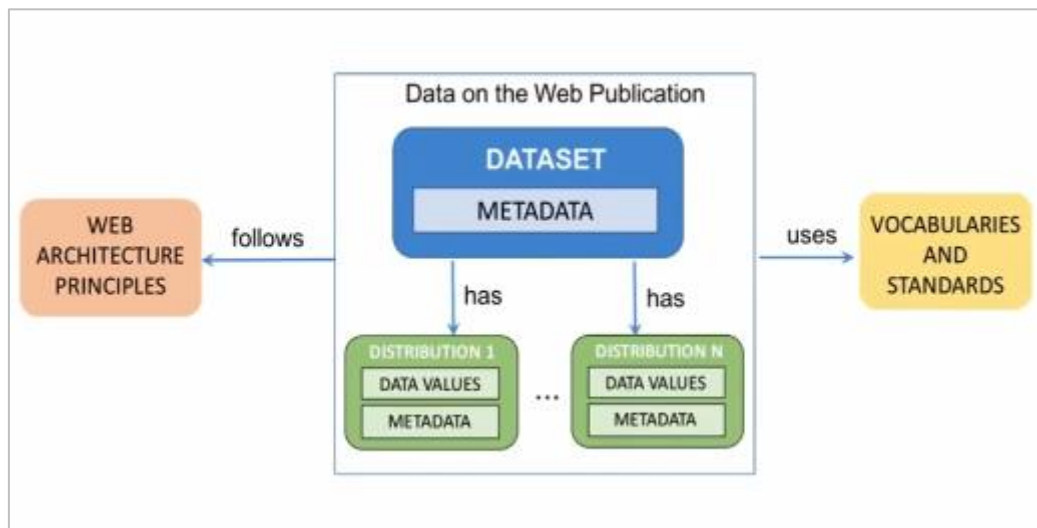 Data on the Web Publication
DATASET
METADATA
WEB
ARCHITECTURE
PRINCIPLES
follows
uses
VOCABULARIES
AND
STANDARDS
has
has
DISTRIBUTION 1
DATA VALUES
METADATA
...
DISTRIBUTION N
DATA VALUES
METADATA